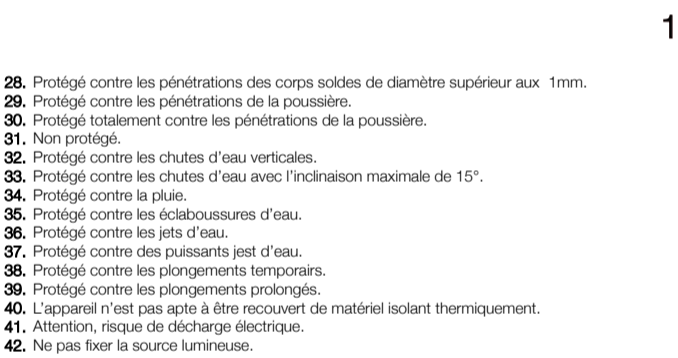 1
28. Protégé contre les pénétrations des corps soldes de diamètre supérieur aux 1mm.
29. Protégé contre les pénétrations de la poussière.
30. Protégé totalement contre les pénétrations de la poussière.
31. Non protégé.
32. Protégé contre les chutes d'eau verticales.
33. Protégé contre les chutes d'eau avec l'inclinaison maximale de 15°.
34. Protégé contre la pluie.
35. Protégé contre les éclaboussures d'eau.
36. Protégé contre les jets d'eau.
37. Protégé contre des puissants jest d'eau.
38. Protégé contre les plongements temporairs.
39. Protégé contre les plongements prolongés.
40. L'appareil n'est pas apte à être recouvert de matériel isolant thermiquement.
41. Attention, risque de décharge électrique.
42. Ne pas fixer la source lumineuse.